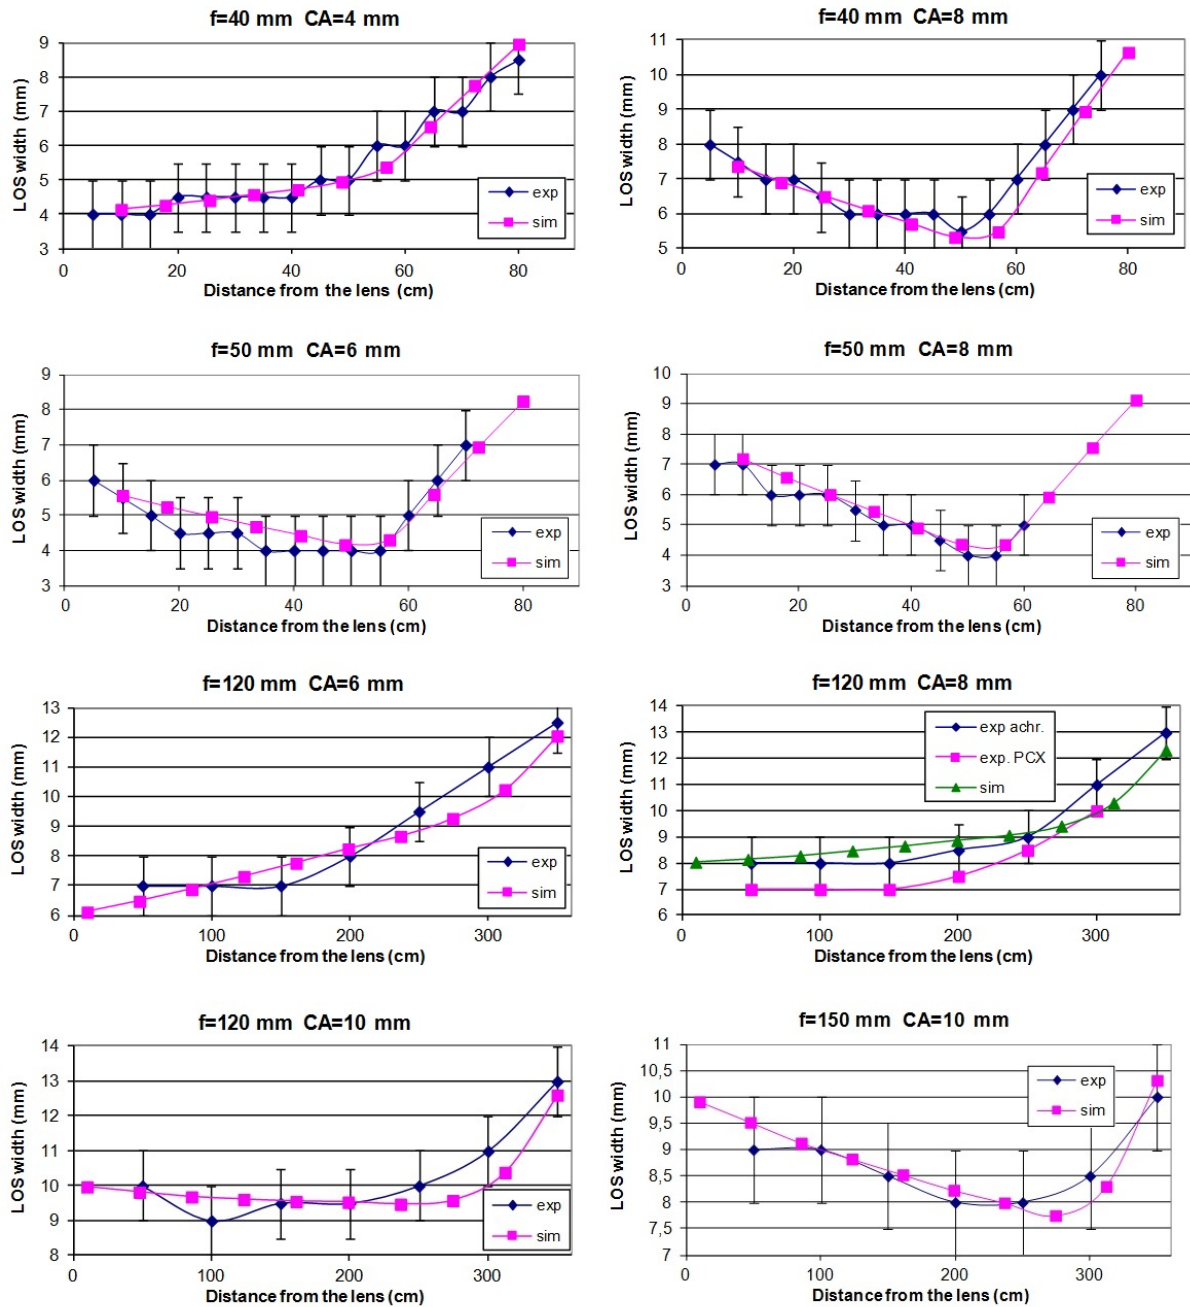 f=40 mm CA=4 mm
9
8
7
6
5
4
3
LOS width (mm)
exp
sim
0 20 40 60 80
Distance from the lens (cm)
f=40 mm CA=8 mm
11
10
9
8
7
6
5
LOS width (mm)
exp
sim
0 20 40 60 80
Distance from the lens (cm)
f=50 mm CA=6 mm
9
8
7
6
5
4
3
LOS width (mm)
exp
sim
0 20 40 60 80
Distance from the lens (cm)
f=50 mm CA=8 mm
10
9
8
7
6
5
4
3
LOS width (mm)
exp
sim
0 20 40 60 80
Distance from the lens (cm)
f=120 mm CA=6 mm
13
12
11
10
9
8
7
6
LOS width (mm)
exp
sim
0 100 200 300
Distance from the lens (cm)
f=120 mm CA=8 mm
14
13
12
11
10
9
8
7
6
LOS width (mm)
exp achr.
exp. PCX
sim
0 100 200 300
Distance from the lens (cm)
f=120 mm CA=10 mm
14
13
12
11
10
9
8
LOS width (mm)
exp
sim
0 100 200 300
Distance from the lens (cm)
f=150 mm CA=10 mm
11
10,5
10
9,5
9
8,5
8
7,5
7
LOS width (mm)
exp
sim
0 100 200 300
Distance from the lens (cm)